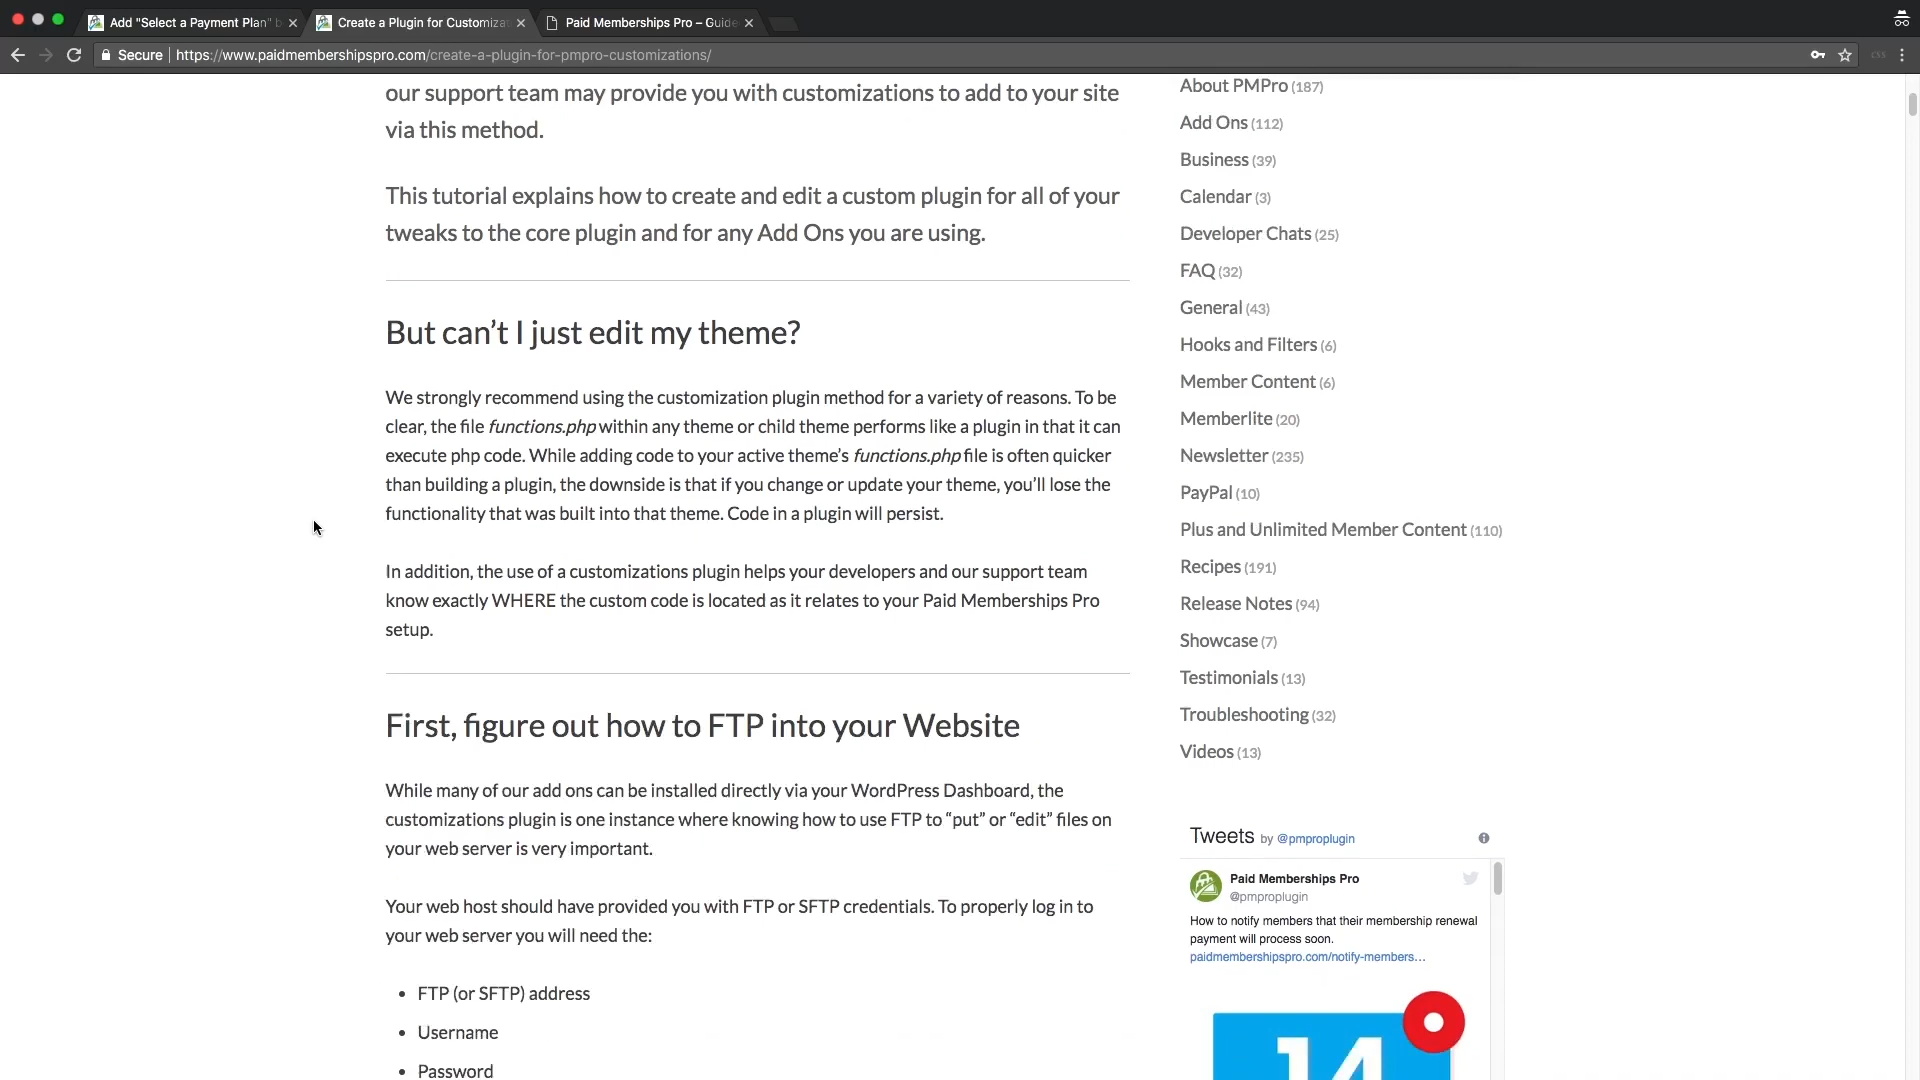 Add "Select a Payment Plan" b
Create a Plugin for Customizat
Paid Memberships Pro – Guide
Secure | https://www.paidmembershipspro.com/create-a-plugin-for-pmpro-customizations/
css
our support team may provide you with customizations to add to your site
via this method.
This tutorial explains how to create and edit a custom plugin for all of your
tweaks to the core plugin and for any Add Ons you are using.
But can’t I just edit my theme?
We strongly recommend using the customization plugin method for a variety of reasons. To be
clear, the file functions.php within any theme or child theme performs like a plugin in that it can
execute php code. While adding code to your active theme’s functions.php file is often quicker
than building a plugin, the downside is that if you change or update your theme, you’ll lose the
functionality that was built into that theme. Code in a plugin will persist.
In addition, the use of a customizations plugin helps your developers and our support team
know exactly WHERE the custom code is located as it relates to your Paid Memberships Pro
setup.
First, figure out how to FTP into your Website
While many of our add ons can be installed directly via your WordPress Dashboard, the
customizations plugin is one instance where knowing how to use FTP to “put” or “edit” files on
your web server is very important.
Your web host should have provided you with FTP or SFTP credentials. To properly log in to
your web server you will need the:
• FTP (or SFTP) address
• Username
• Password
About PMPro (187)
Add Ons (112)
Business (39)
Calendar (3)
Developer Chats (25)
FAQ (32)
General (43)
Hooks and Filters (6)
Member Content (6)
Memberlite (20)
Newsletter (235)
PayPal (10)
Plus and Unlimited Member Content (110)
Recipes (191)
Release Notes (94)
Showcase (7)
Testimonials (13)
Troubleshooting (32)
Videos (13)
Tweets by @pmproplugin
Paid Memberships Pro
@pmproplugin
How to notify members that their membership renewal
payment will process soon.
paidmembershipspro.com/notify-members…
14